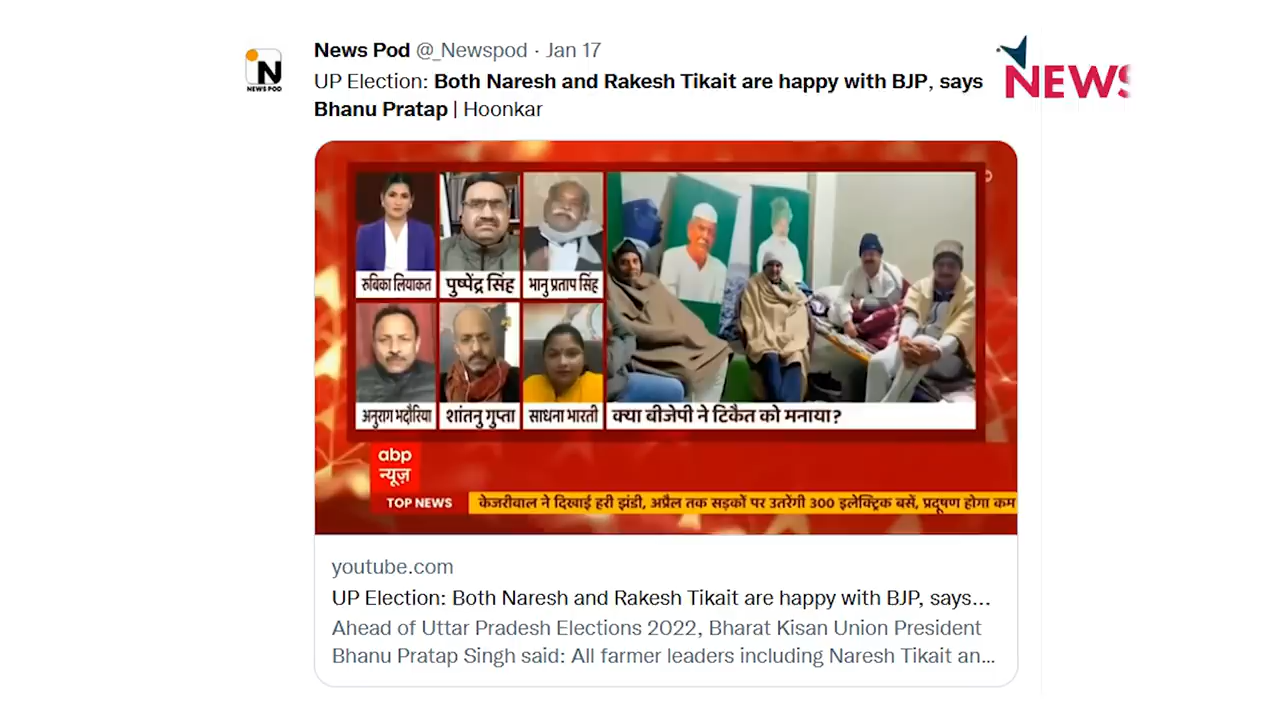 News Pod @_Newspod · Jan 17
NEWS
N
NEWS POD
UP Election: Both Naresh and Rakesh Tikait are happy with BJP, says
Bhanu Pratap | Hoonkar
रुबिका लियाकत
पुष्पेंद्र सिंह
भानु प्रताप सिंह
अनुराग भदौरिया
शांतनु गुप्ता
साधना भारती
क्या बीजेपी ने टिकैत को मनाया?
abp
न्यूज़
TOP NEWS
केजरीवाल ने दिखाई हरी झंडी, अप्रैल तक सड़कों पर उतरेंगी 300 इलेक्ट्रिक बसें, प्रदूषण होगा कम
youtube.com
UP Election: Both Naresh and Rakesh Tikait are happy with BJP, says...
Ahead of Uttar Pradesh Elections 2022, Bharat Kisan Union President
Bhanu Pratap Singh said: All farmer leaders including Naresh Tikait an...